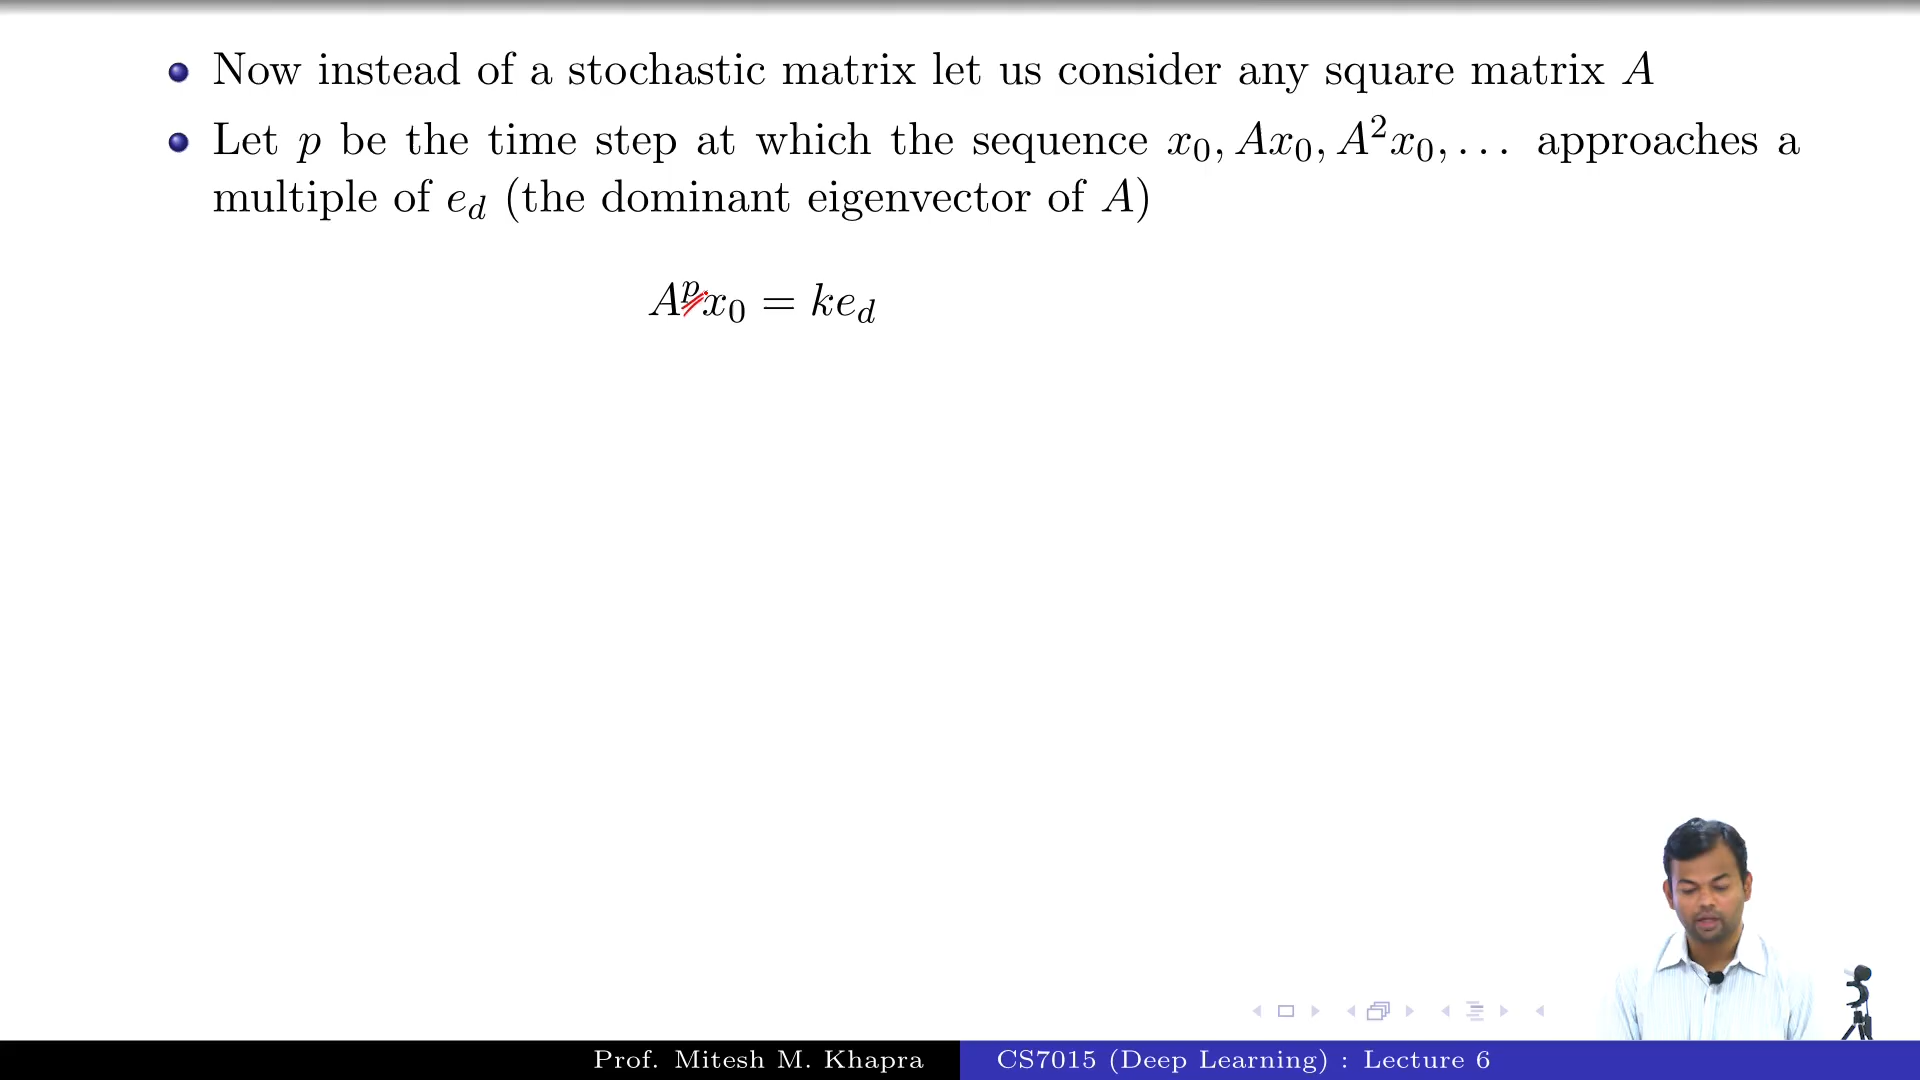 Now instead of a stochastic matrix let us consider any square matrix A
Let p be the time step at which the sequence x₀, Ax₀, A²x₀, . . . approaches a
multiple of e_d (the dominant eigenvector of A)
Aᵖx₀ = ke_d
Prof. Mitesh M. Khapra CS7015 (Deep Learning) : Lecture 6